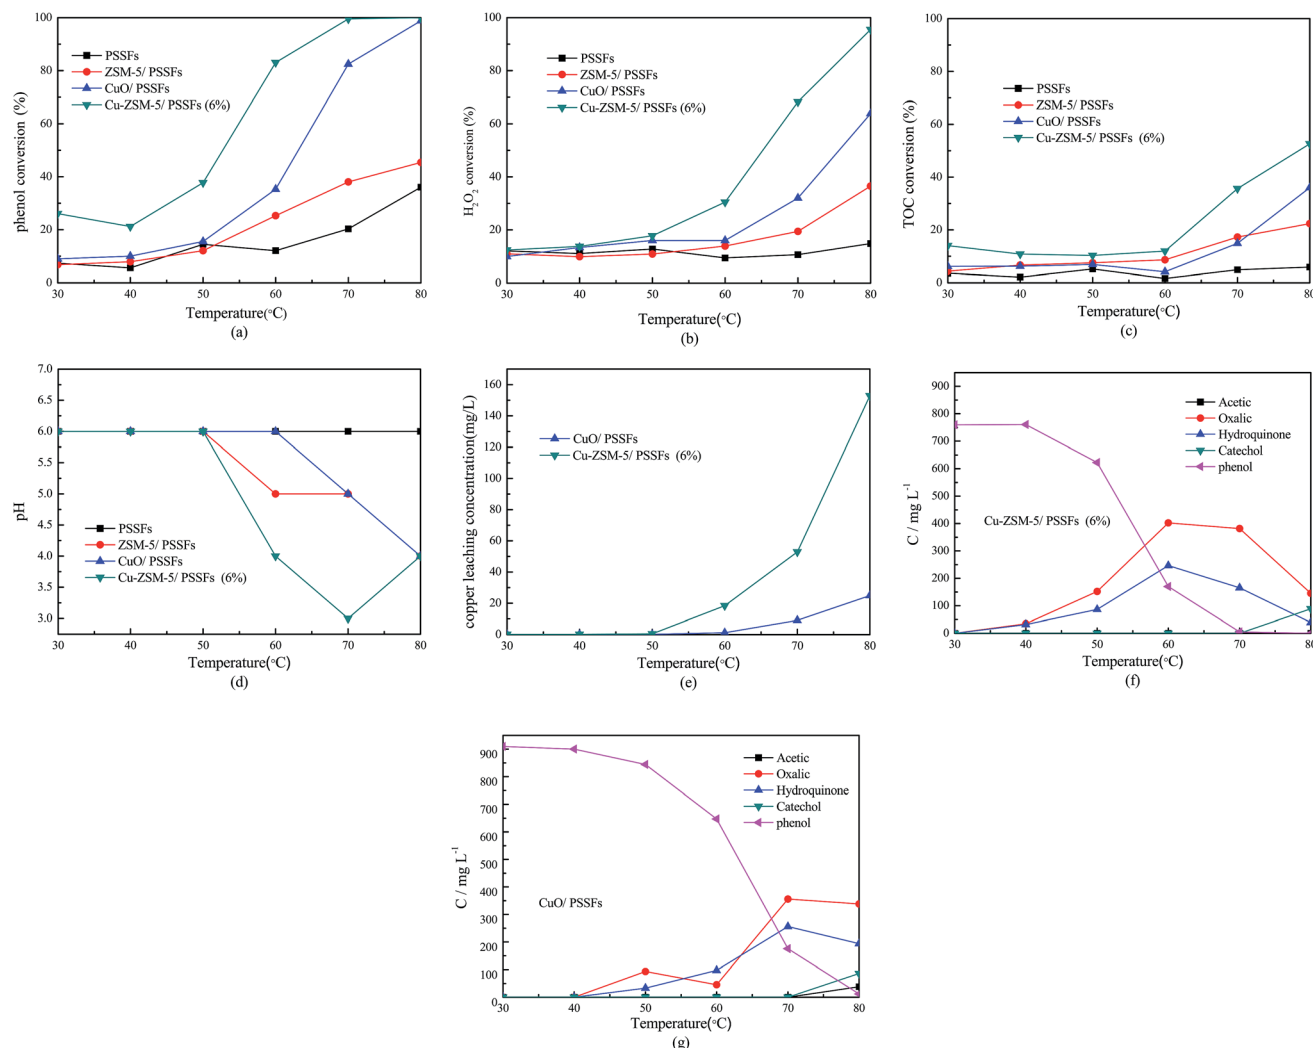 100
80
60
40
20
0
phenol conversion (%)
PSSFs
ZSM-5/ PSSFs
CuO/ PSSFs
Cu-ZSM-5/ PSSFs (6%)
30 40 50 60 70 80
Temperature(°C)
(a)
100
80
60
40
20
0
H2O2 conversion (%)
PSSFs
ZSM-5/ PSSFs
CuO/ PSSFs
Cu-ZSM-5/ PSSFs (6%)
30 40 50 60 70 80
Temperature(°C)
(b)
100
80
60
40
20
0
TOC conversion (%)
PSSFs
ZSM-5/ PSSFs
CuO/ PSSFs
Cu-ZSM-5/ PSSFs (6%)
30 40 50 60 70 80
Temperature(°C)
(c)
7.0
6.5
6.0
5.5
5.0
4.5
4.0
3.5
3.0
pH
PSSFs
ZSM-5/ PSSFs
CuO/ PSSFs
Cu-ZSM-5/ PSSFs (6%)
30 40 50 60 70 80
Temperature(°C)
(d)
160
140
120
100
80
60
40
20
0
copper leaching concentration(mg/L)
CuO/ PSSFs
Cu-ZSM-5/ PSSFs (6%)
30 40 50 60 70 80
Temperature(°C)
(e)
900
800
700
600
500
400
300
200
100
0
C / mg L-1
Acetic
Oxalic
Hydroquinone
Catechol
phenol
Cu-ZSM-5/ PSSFs (6%)
30 40 50 60 70 80
Temperature(°C)
(f)
900
800
700
600
500
400
300
200
100
0
C / mg L-1
Acetic
Oxalic
Hydroquinone
Catechol
phenol
CuO/ PSSFs
30 40 50 60 70 80
Temperature(°C)
(g)